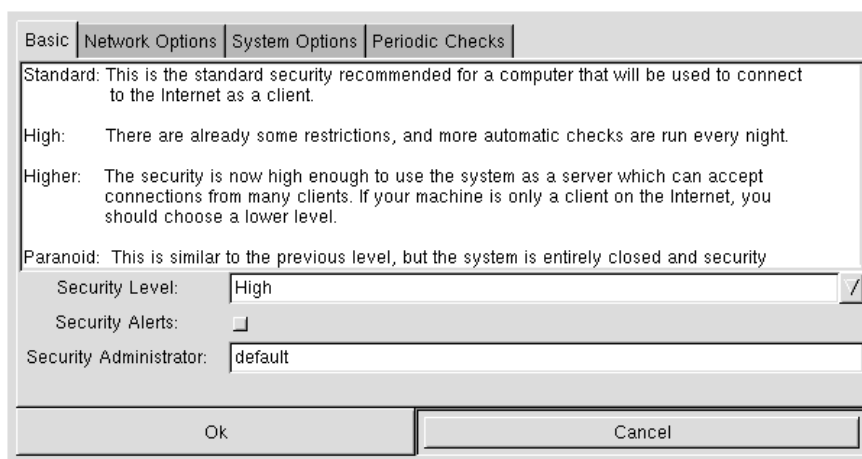 Basic Network Options System Options Periodic Checks
Standard: This is the standard security recommended for a computer that will be used to connect
to the Internet as a client.
High: There are already some restrictions, and more automatic checks are run every night.
Higher: The security is now high enough to use the system as a server which can accept
connections from many clients. If your machine is only a client on the Internet, you
should choose a lower level.
Paranoid: This is similar to the previous level, but the system is entirely closed and security
Security Level: High
Security Alerts:
Security Administrator: default
Ok Cancel